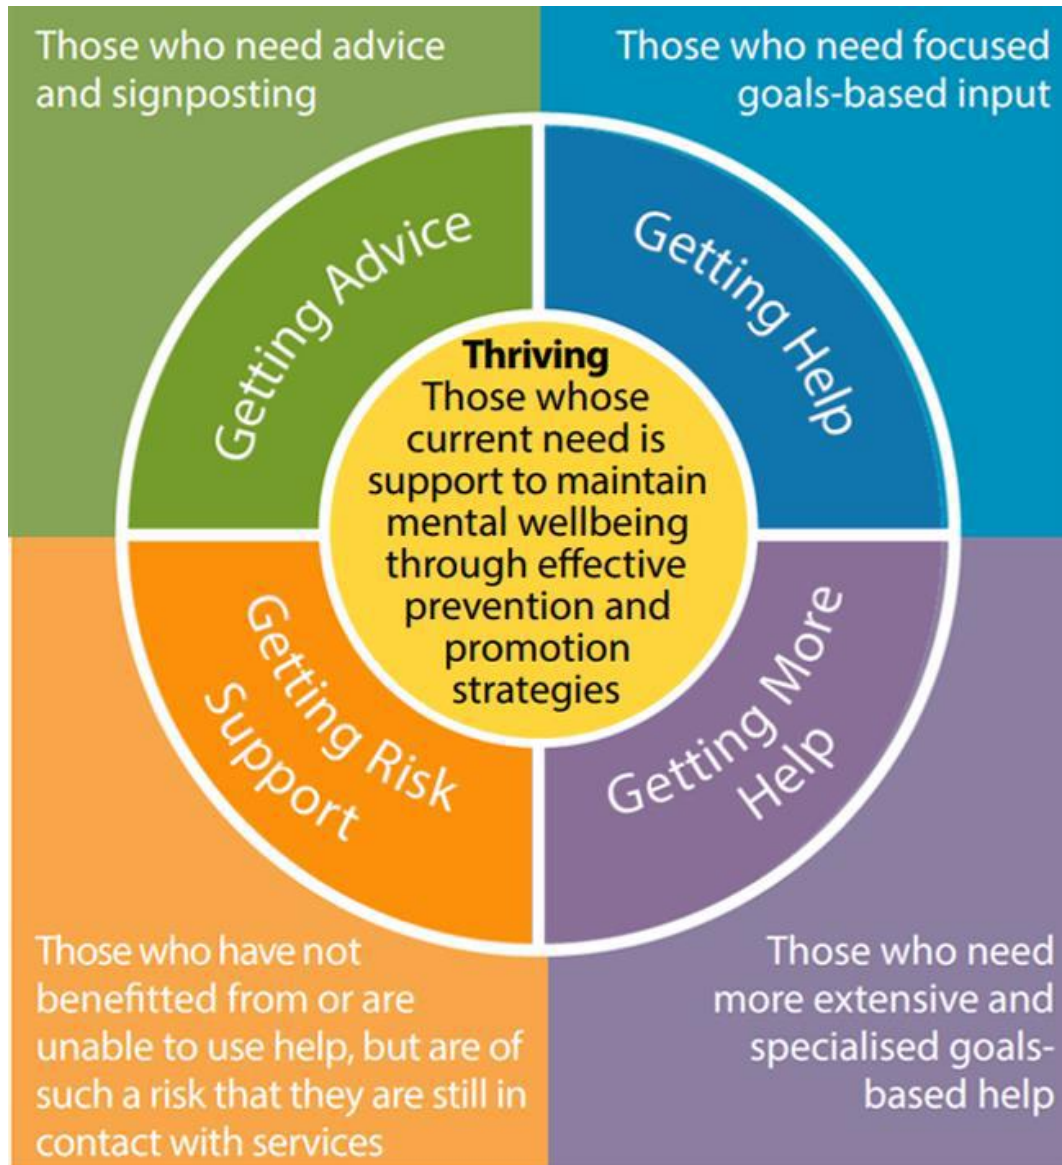 Those who need advice
and signposting
Those who need focused
goals-based input
Getting Advice
Getting Help
Thriving
Those whose
current need is
support to maintain
mental wellbeing
through effective
prevention and
promotion
strategies
Getting Risk
Support
Getting More
Help
Those who have not
benefitted from or are
unable to use help, but are of
such a risk that they are still in
contact with services
Those who need
more extensive and
specialised goals-
based help